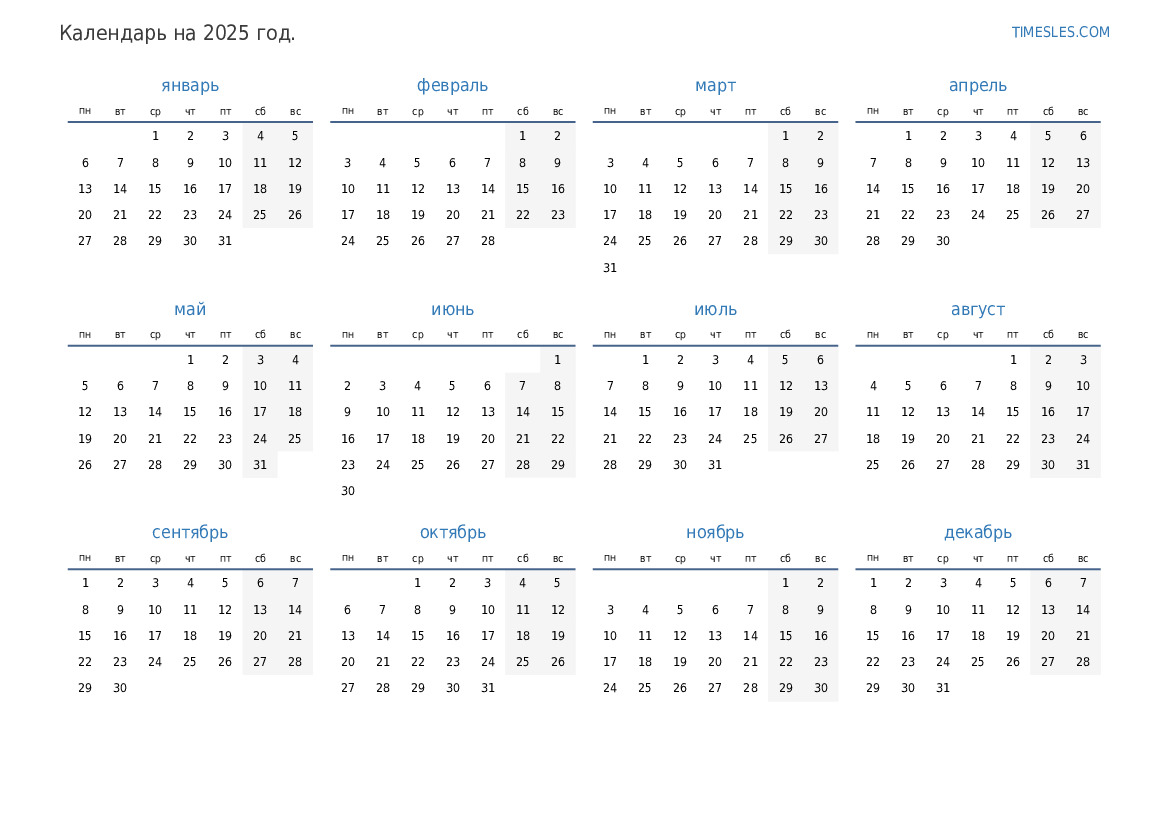 Календарь на 2025 год. TIMESLES.COM
январь февраль март апрель
пн вт ср чт пт сб вс пн вт ср чт пт сб вс пн вт ср чт пт сб вс пн вт ср чт пт сб вс
1 2 3 4 5 1 2 1 2 1 2 3 4 5 6
6 7 8 9 10 11 12 3 4 5 6 7 8 9 3 4 5 6 7 8 9 7 8 9 10 11 12 13
13 14 15 16 17 18 19 10 11 12 13 14 15 16 10 11 12 13 14 15 16 14 15 16 17 18 19 20
20 21 22 23 24 25 26 17 18 19 20 21 22 23 17 18 19 20 21 22 23 21 22 23 24 25 26 27
27 28 29 30 31 24 25 26 27 28 24 25 26 27 28 29 30 28 29 30
31
май июнь июль август
пн вт ср чт пт сб вс пн вт ср чт пт сб вс пн вт ср чт пт сб вс пн вт ср чт пт сб вс
1 2 3 4 1 1 2 3 4 5 6 1 2 3
5 6 7 8 9 10 11 2 3 4 5 6 7 8 7 8 9 10 11 12 13 4 5 6 7 8 9 10
12 13 14 15 16 17 18 9 10 11 12 13 14 15 14 15 16 17 18 19 20 11 12 13 14 15 16 17
19 20 21 22 23 24 25 16 17 18 19 20 21 22 21 22 23 24 25 26 27 18 19 20 21 22 23 24
26 27 28 29 30 31 23 24 25 26 27 28 29 28 29 30 31 25 26 27 28 29 30 31
30
сентябрь октябрь ноябрь декабрь
пн вт ср чт пт сб вс пн вт ср чт пт сб вс пн вт ср чт пт сб вс пн вт ср чт пт сб вс
1 2 3 4 5 6 7 1 2 3 4 5 1 2 1 2 3 4 5 6 7
8 9 10 11 12 13 14 6 7 8 9 10 11 12 3 4 5 6 7 8 9 8 9 10 11 12 13 14
15 16 17 18 19 20 21 13 14 15 16 17 18 19 10 11 12 13 14 15 16 15 16 17 18 19 20 21
22 23 24 25 26 27 28 20 21 22 23 24 25 26 17 18 19 20 21 22 23 22 23 24 25 26 27 28
29 30 27 28 29 30 31 24 25 26 27 28 29 30 29 30 31